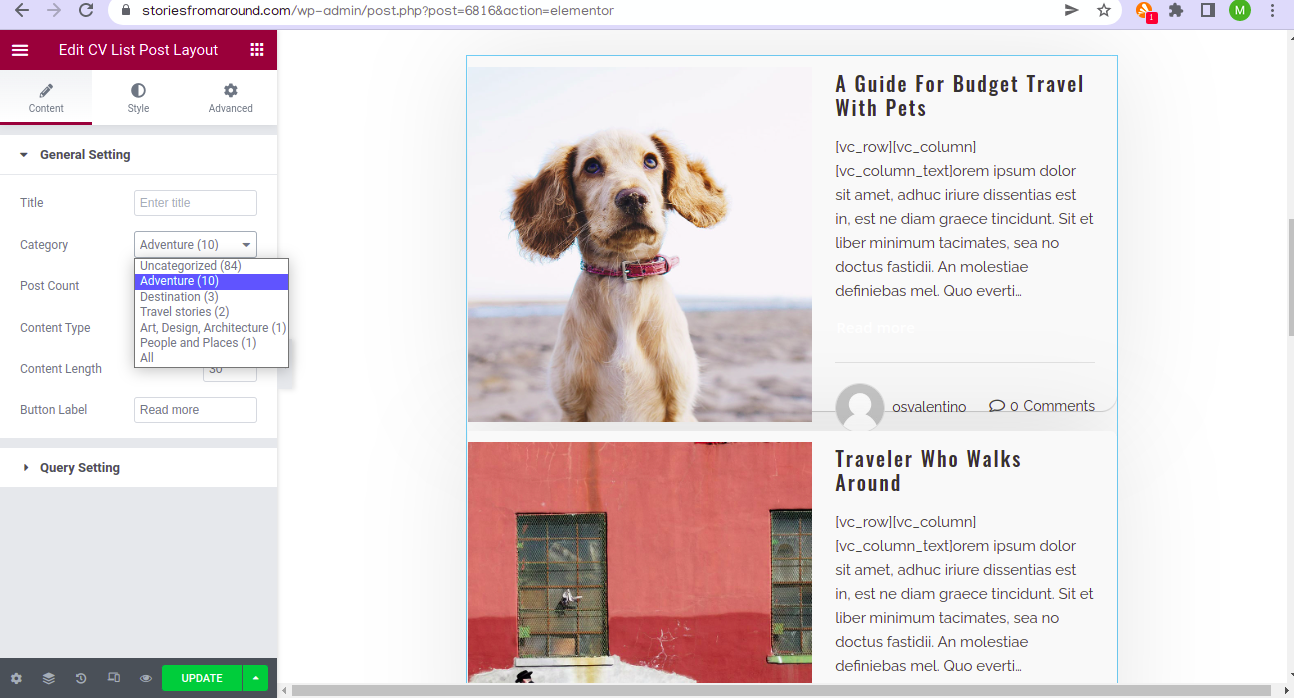 storiesfromaround.com/wp-admin/post.php?post=6816&action=elementor
1
M
Edit CV List Post Layout
Content
Style
Advanced
General Setting
Title
Enter title
Category
Adventure (10)
Uncategorized (84)
Adventure (10)
Destination (3)
Travel stories (2)
Art, Design, Architecture (1)
People and Places (1)
All
Post Count
Content Type
Content Length
30
Button Label
Read more
Query Setting
UPDATE
A Guide For Budget Travel
With Pets
[vc_row][vc_column]
[vc_column_text]orem ipsum dolor
sit amet, adhuc iriure dissentias est
in, est ne diam graece tincidunt. Sit et
liber minimum tacimates, sea no
doctus fastidii. An molestiae
definiebas mel. Quo everti...
Read more
osvalentino
0 Comments
Traveler Who Walks
Around
[vc_row][vc_column]
[vc_column_text]orem ipsum dolor
sit amet, adhuc iriure dissentias est
in, est ne diam graece tincidunt. Sit et
liber minimum tacimates, sea no
doctus fastidii. An molestiae
definiebas mel. Quo everti...